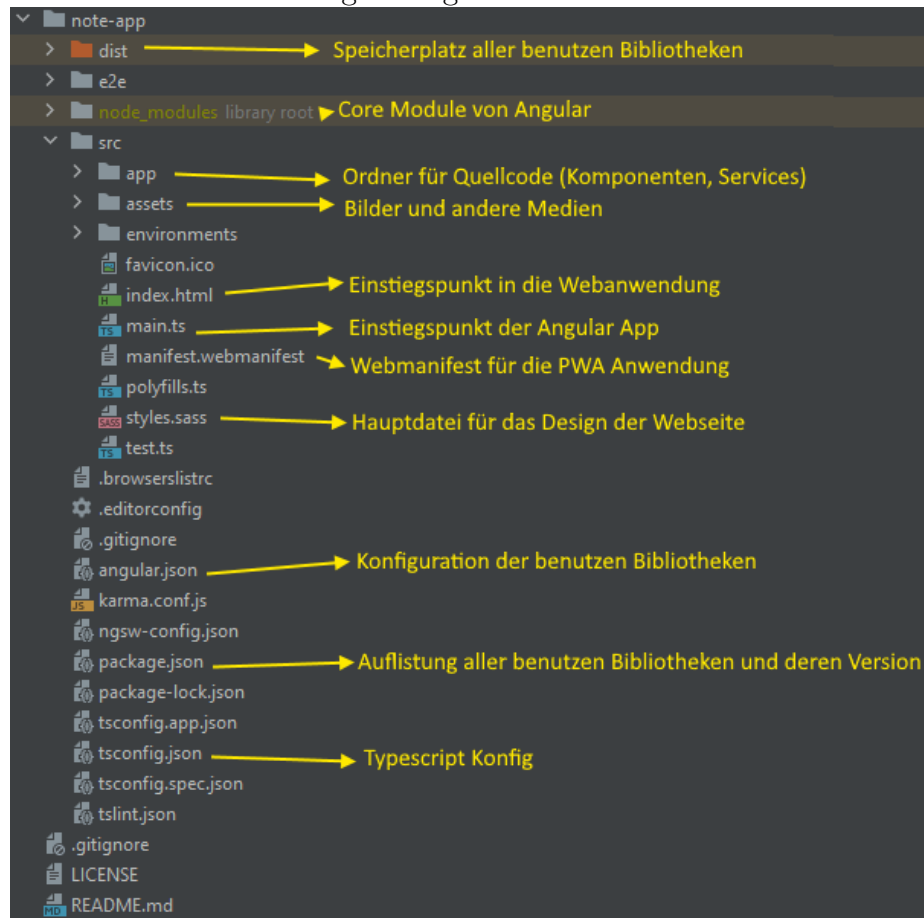 note-app
dist Speicherplatz aller benutzen Bibliotheken
e2e
node_modules library root Core Module von Angular
src
app Ordner für Quellcode (Komponenten, Services)
assets Bilder und andere Medien
environments
favicon.ico
index.html Einstiegspunkt in die Webanwendung
main.ts Einstiegspunkt der Angular App
manifest.webmanifest Webmanifest für die PWA Anwendung
polyfills.ts
styles.sass Hauptdatei für das Design der Webseite
test.ts
.browserslistrc
.editorconfig
.gitignore
angular.json Konfiguration der benutzen Bibliotheken
karma.conf.js
ngsw-config.json
package.json Auflistung aller benutzen Bibliotheken und deren Version
package-lock.json
tsconfig.app.json
tsconfig.json Typescript Konfig
tsconfig.spec.json
tslint.json
.gitignore
LICENSE
README.md